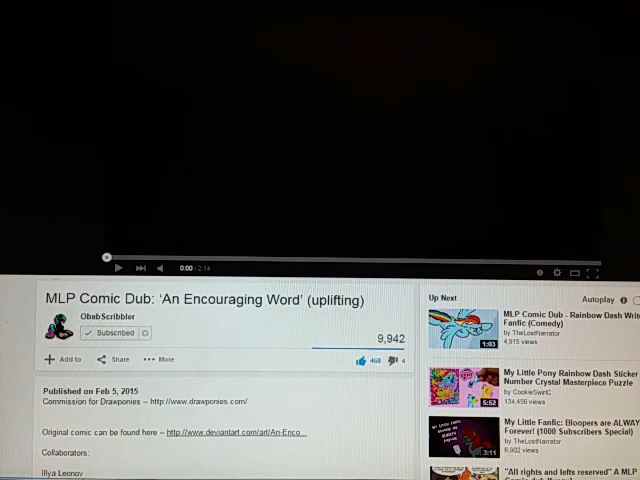 0:00 / 2:14
MLP Comic Dub: 'An Encouraging Word' (uplifting)
ObabScribbler
Subscribed
9,942
Add to
Share
More
468
4
Published on Feb 5, 2015
Commission for Drawponies -- http://www.drawponies.com/
Original comic can be found here -- http://www.deviantart.com/art/An-Enco...
Collaborators:
Illya Leonov
Up Next
Autoplay
MLP Comic Dub - Rainbow Dash Write
Fanfic (Comedy)
by TheLostNarrator
4,915 views
1:03
My Little Pony Rainbow Dash Sticker
Number Crystal Masterpiece Puzzle
by CookieSwirlC
134,456 views
5:52
My Little Fanfic: Bloopers are ALWAY
Forever! (1000 Subscribers Special)
by TheLostNarrator
6,902 views
3:11
"All rights and lefts reserved" A MLP